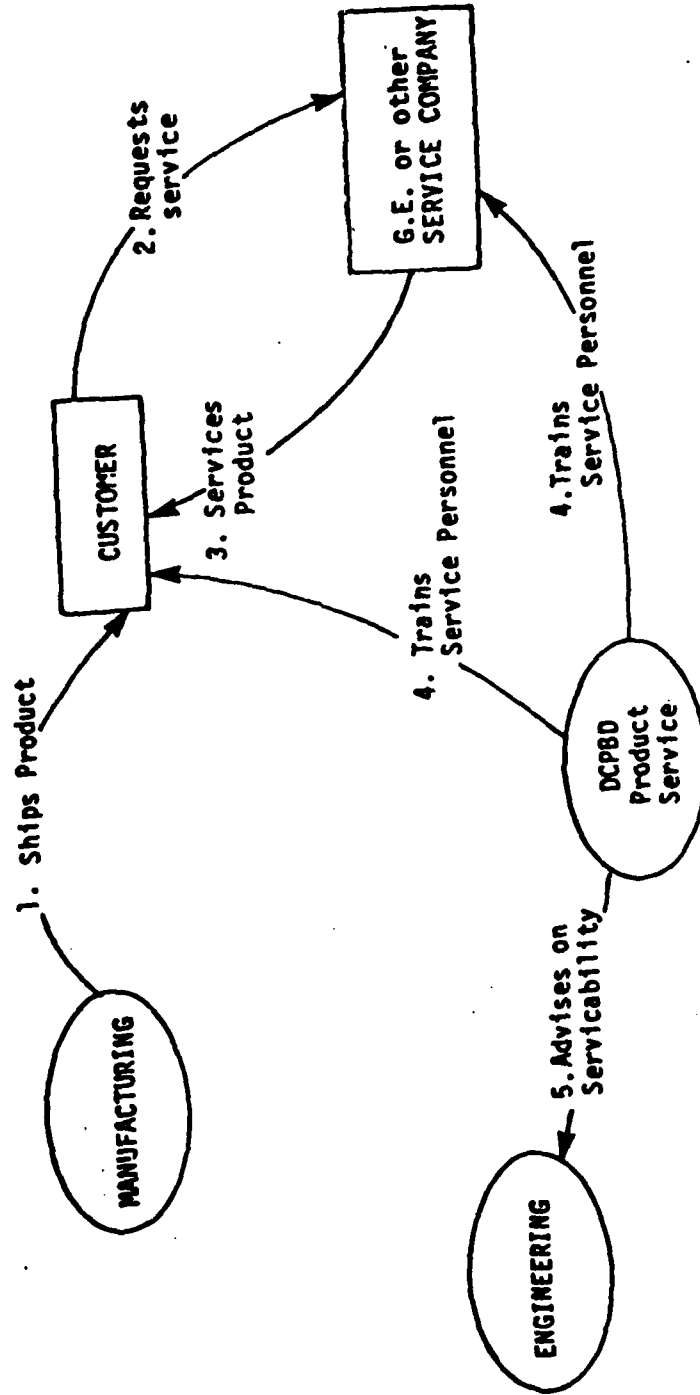 1. Ships Product
MANUFACTURING
CUSTOMER
2. Requests
service
3. Services
Product
G.E. or other
SERVICE COMPANY
4. Trains
Service Personnel
4.Trains
Service Personnel
DCPBD
Product
Service
5.Advises on
Servicability
ENGINEERING